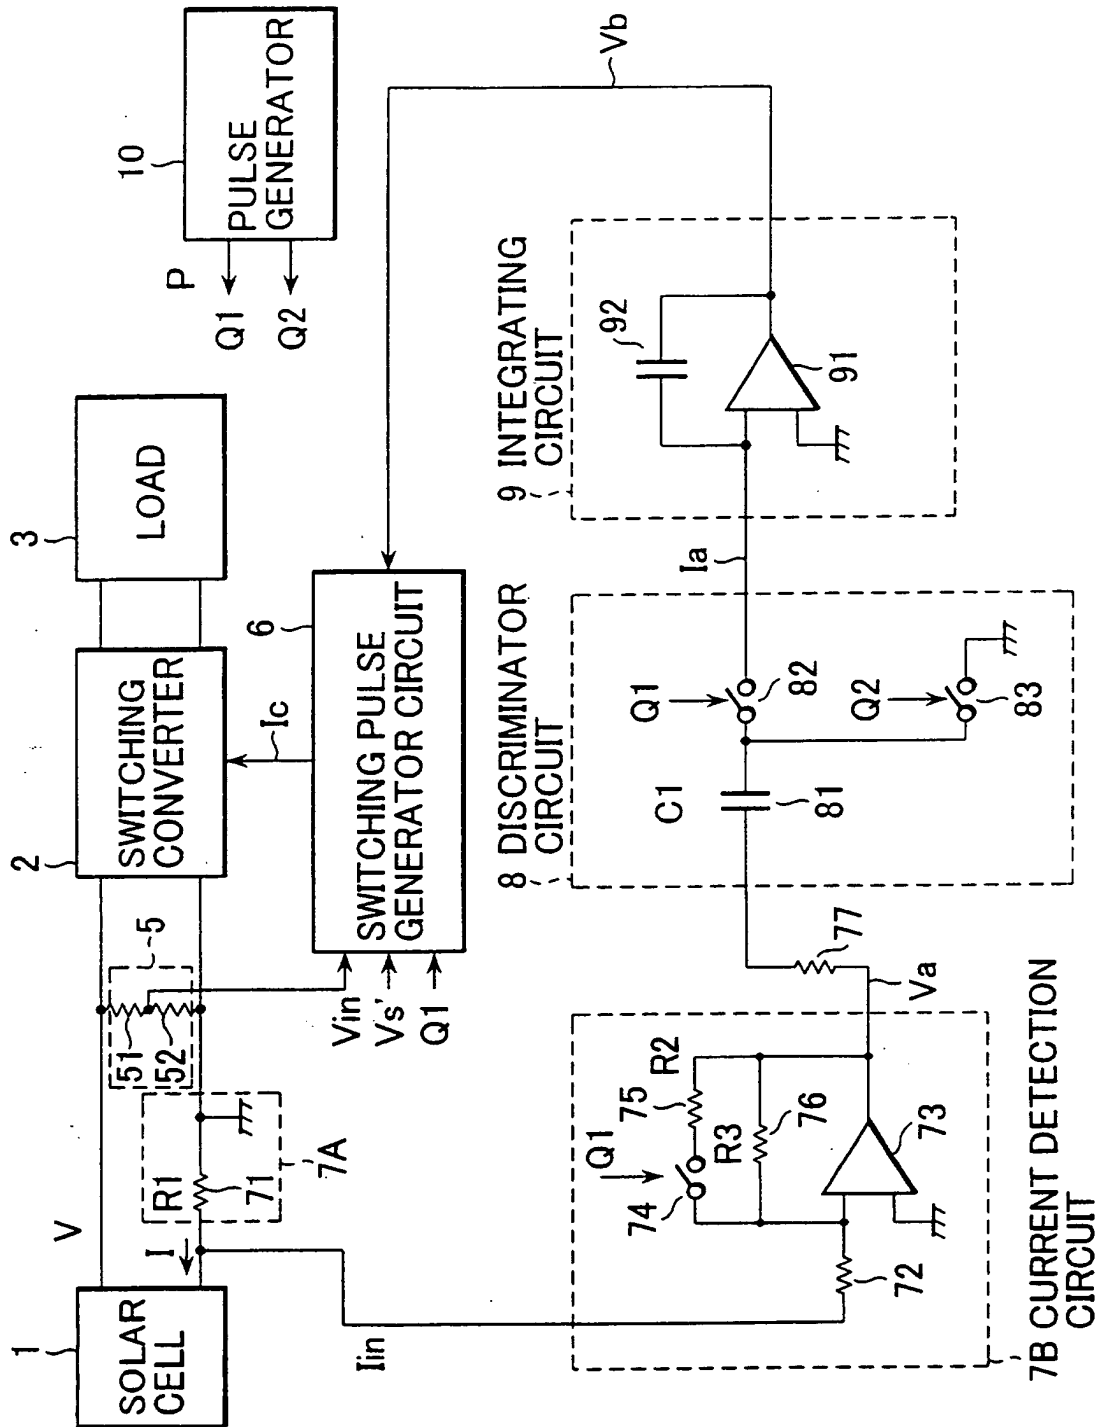 1
SOLAR
CELL
V
I
R1
71
7A
5
51
52
2
SWITCHING
CONVERTER
3
LOAD
10
PULSE
GENERATOR
P
Q1
Q2
Vin
Vs'
Q1
6
SWITCHING PULSE
GENERATOR CIRCUIT
Ic
Vb
Iin
72
Q1
74
75
R2
R3
76
73
7B CURRENT DETECTION
CIRCUIT
Va
77
8 DISCRIMINATOR
CIRCUIT
C1
81
Q1
82
Q2
83
Ia
9 INTEGRATING
CIRCUIT
92
91